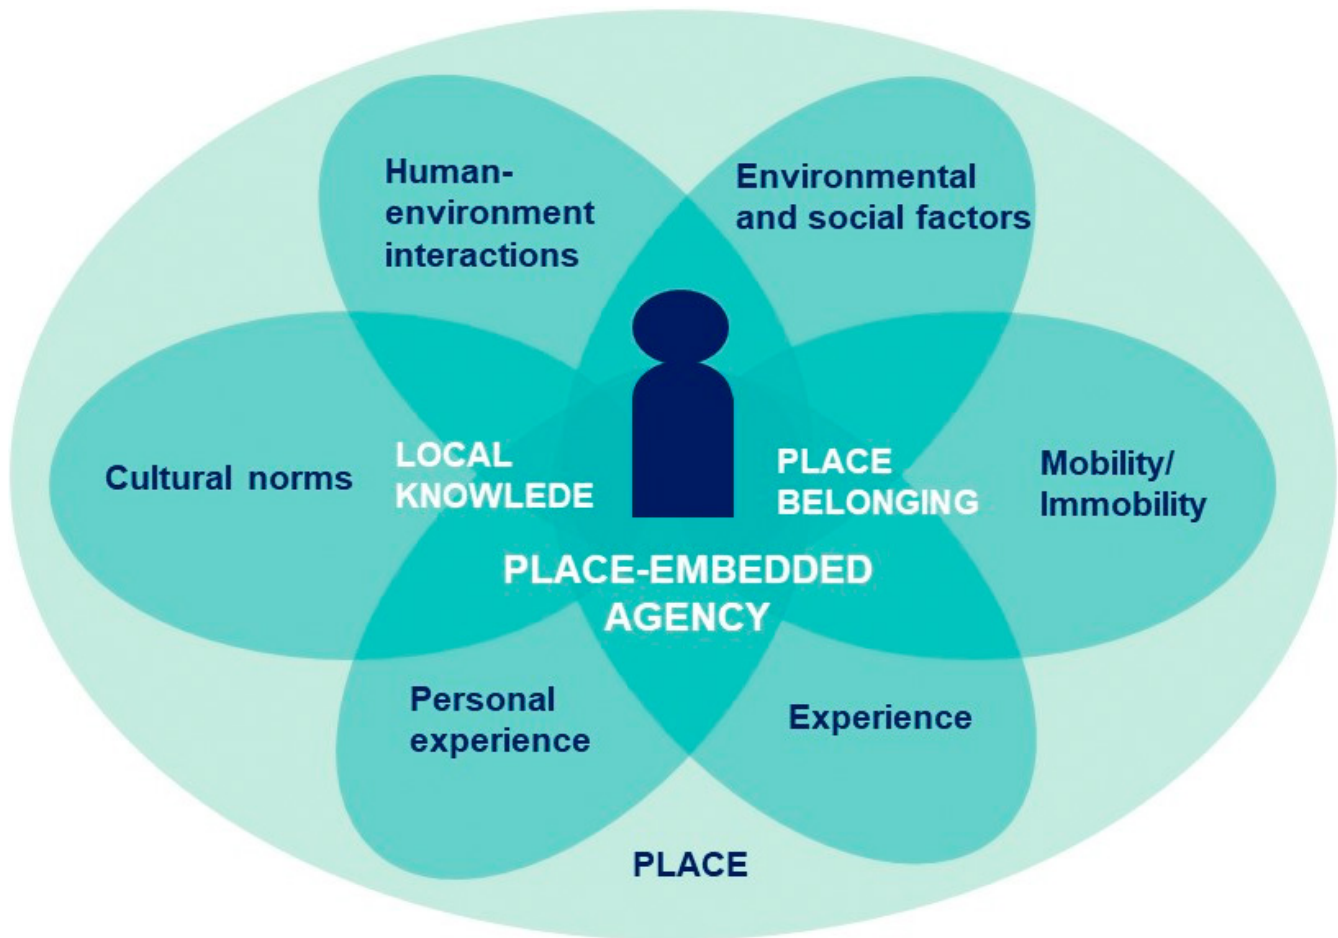 Human-
environment
interactions
Environmental
and social factors
Cultural norms
LOCAL
KNOWLEDE
PLACE
BELONGING
Mobility/
Immobility
PLACE-EMBEDDED
AGENCY
Personal
experience
Experience
PLACE